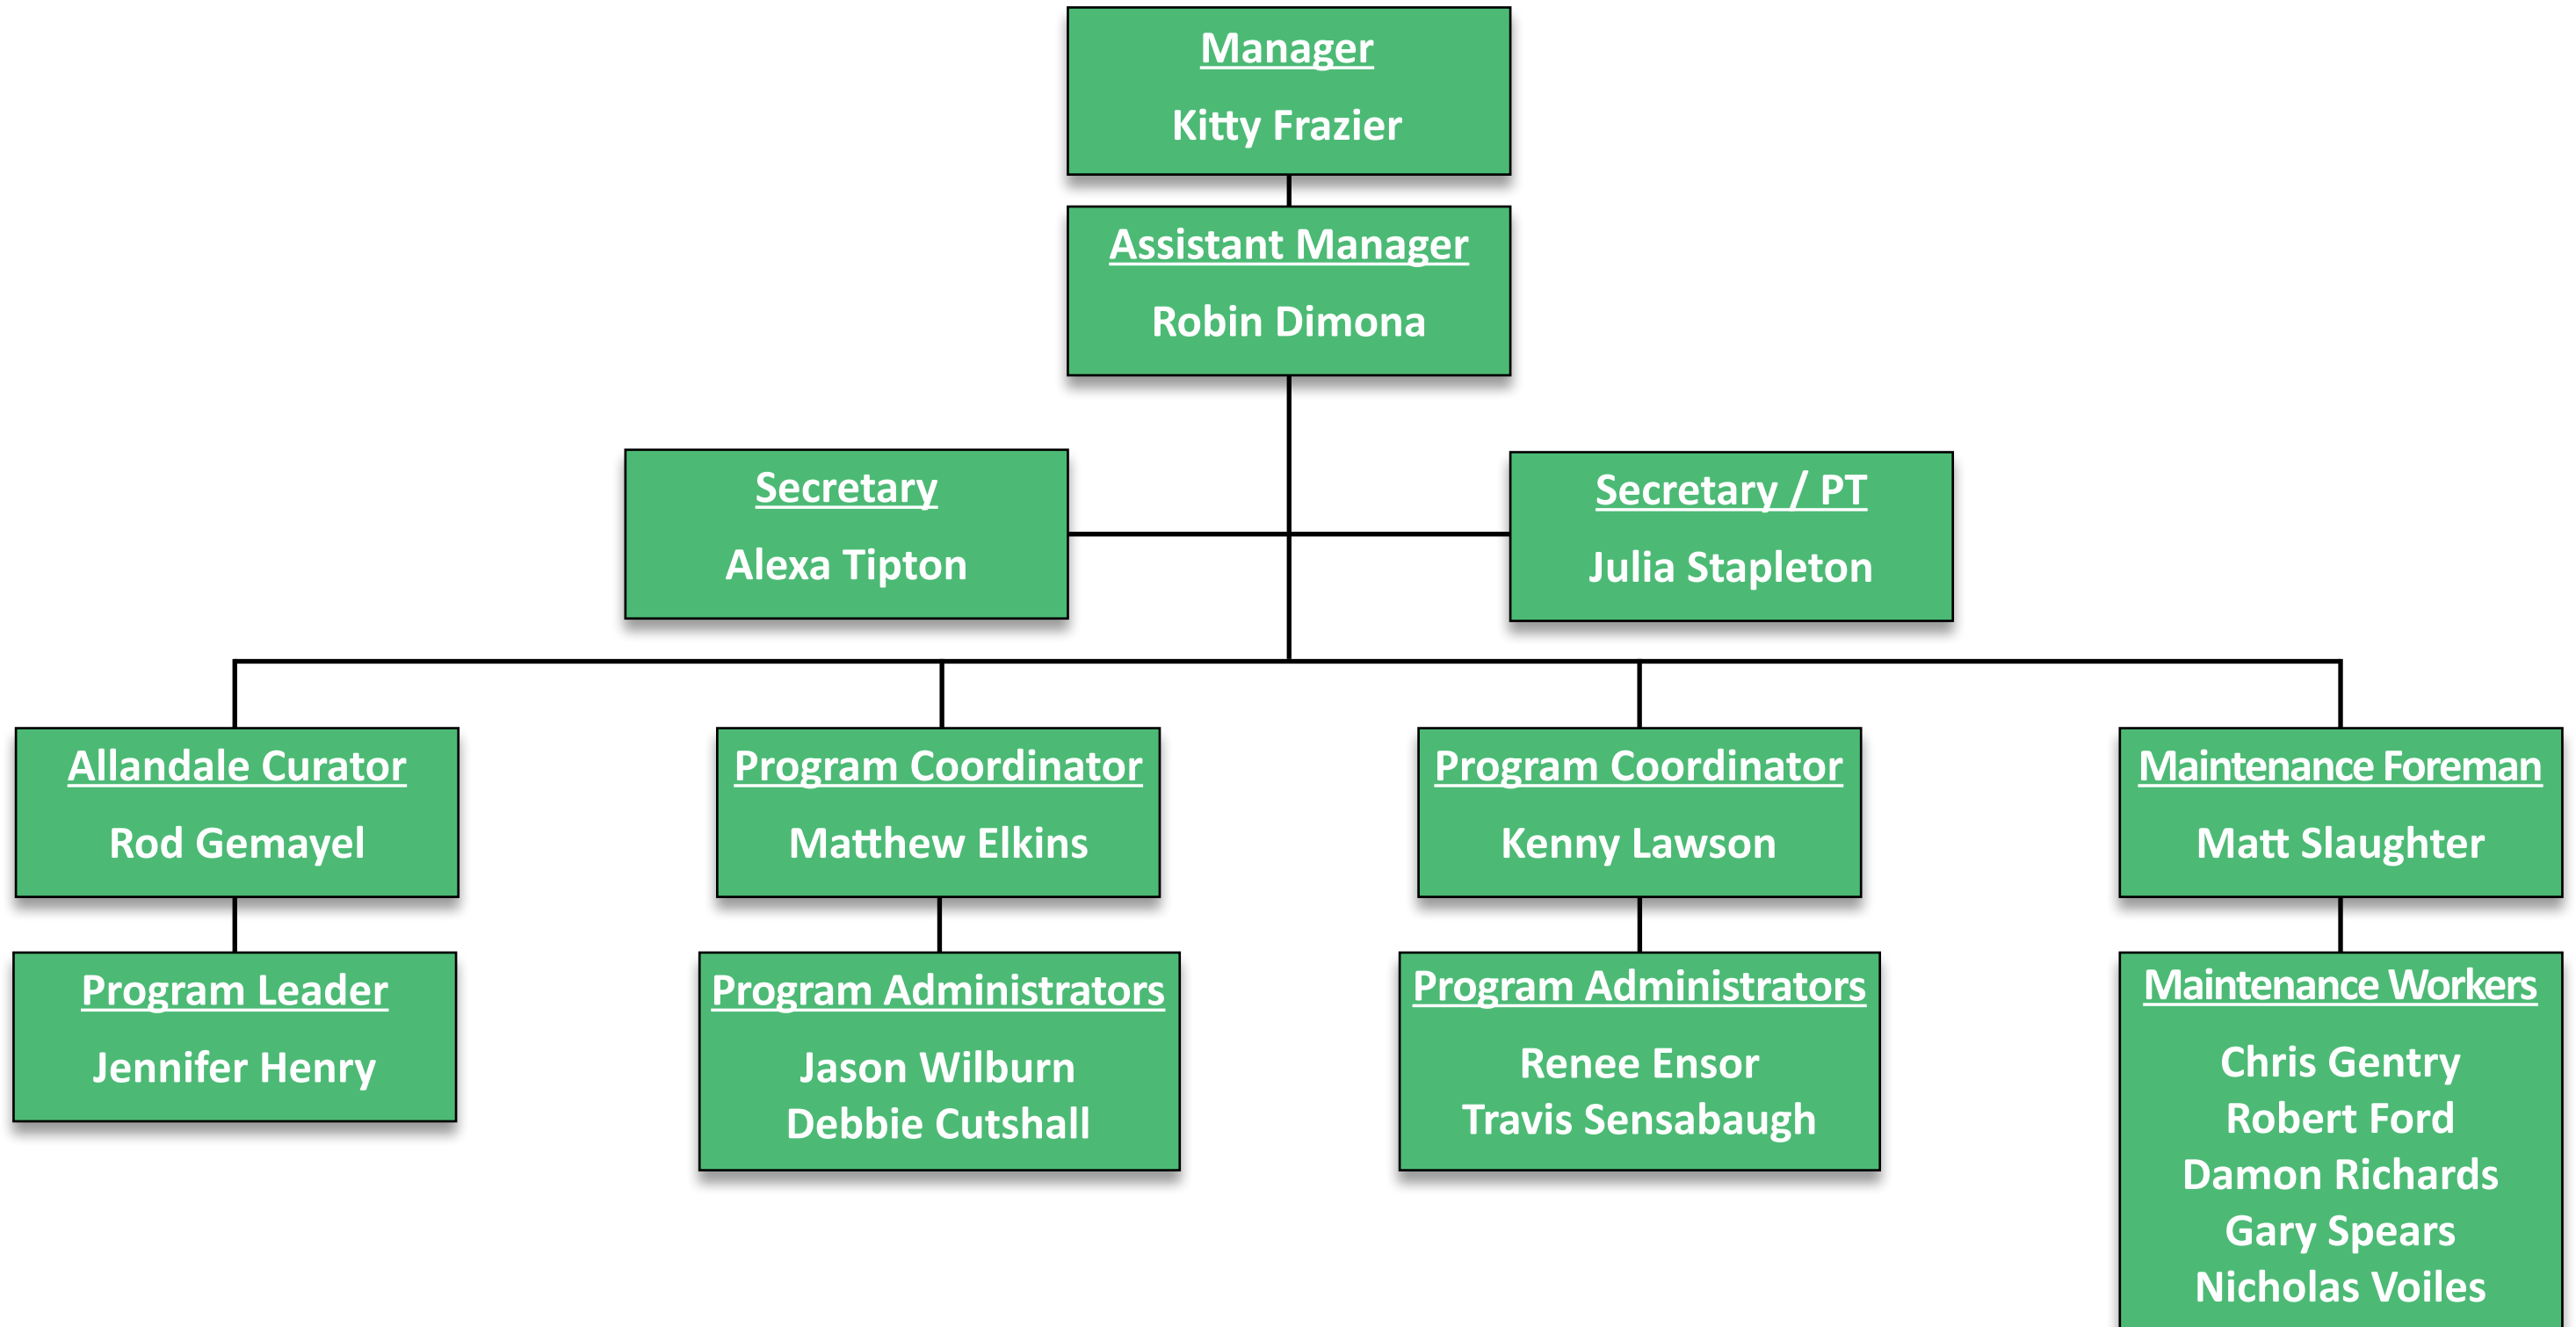 Manager
Kitty Frazier
Assistant Manager
Robin Dimona
Secretary
Alexa Tipton
Secretary / PT
Julia Stapleton
Allandale Curator
Rod Gemayel
Program Coordinator
Matthew Elkins
Program Coordinator
Kenny Lawson
Maintenance Foreman
Matt Slaughter
Program Leader
Jennifer Henry
Program Administrators
Jason Wilburn
Debbie Cutshall
Program Administrators
Renee Ensor
Travis Sensabaugh
Maintenance Workers
Chris Gentry
Robert Ford
Damon Richards
Gary Spears
Nicholas Voiles